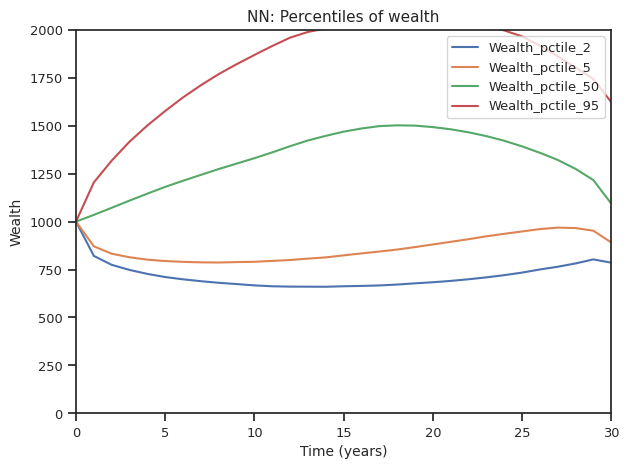 NN: Percentiles of wealth
2000
1750
1500
1250
1000
750
500
250
0
Wealth
Wealth_pctile_2
Wealth_pctile_5
Wealth_pctile_50
Wealth_pctile_95
0 5 10 15 20 25 30
Time (years)